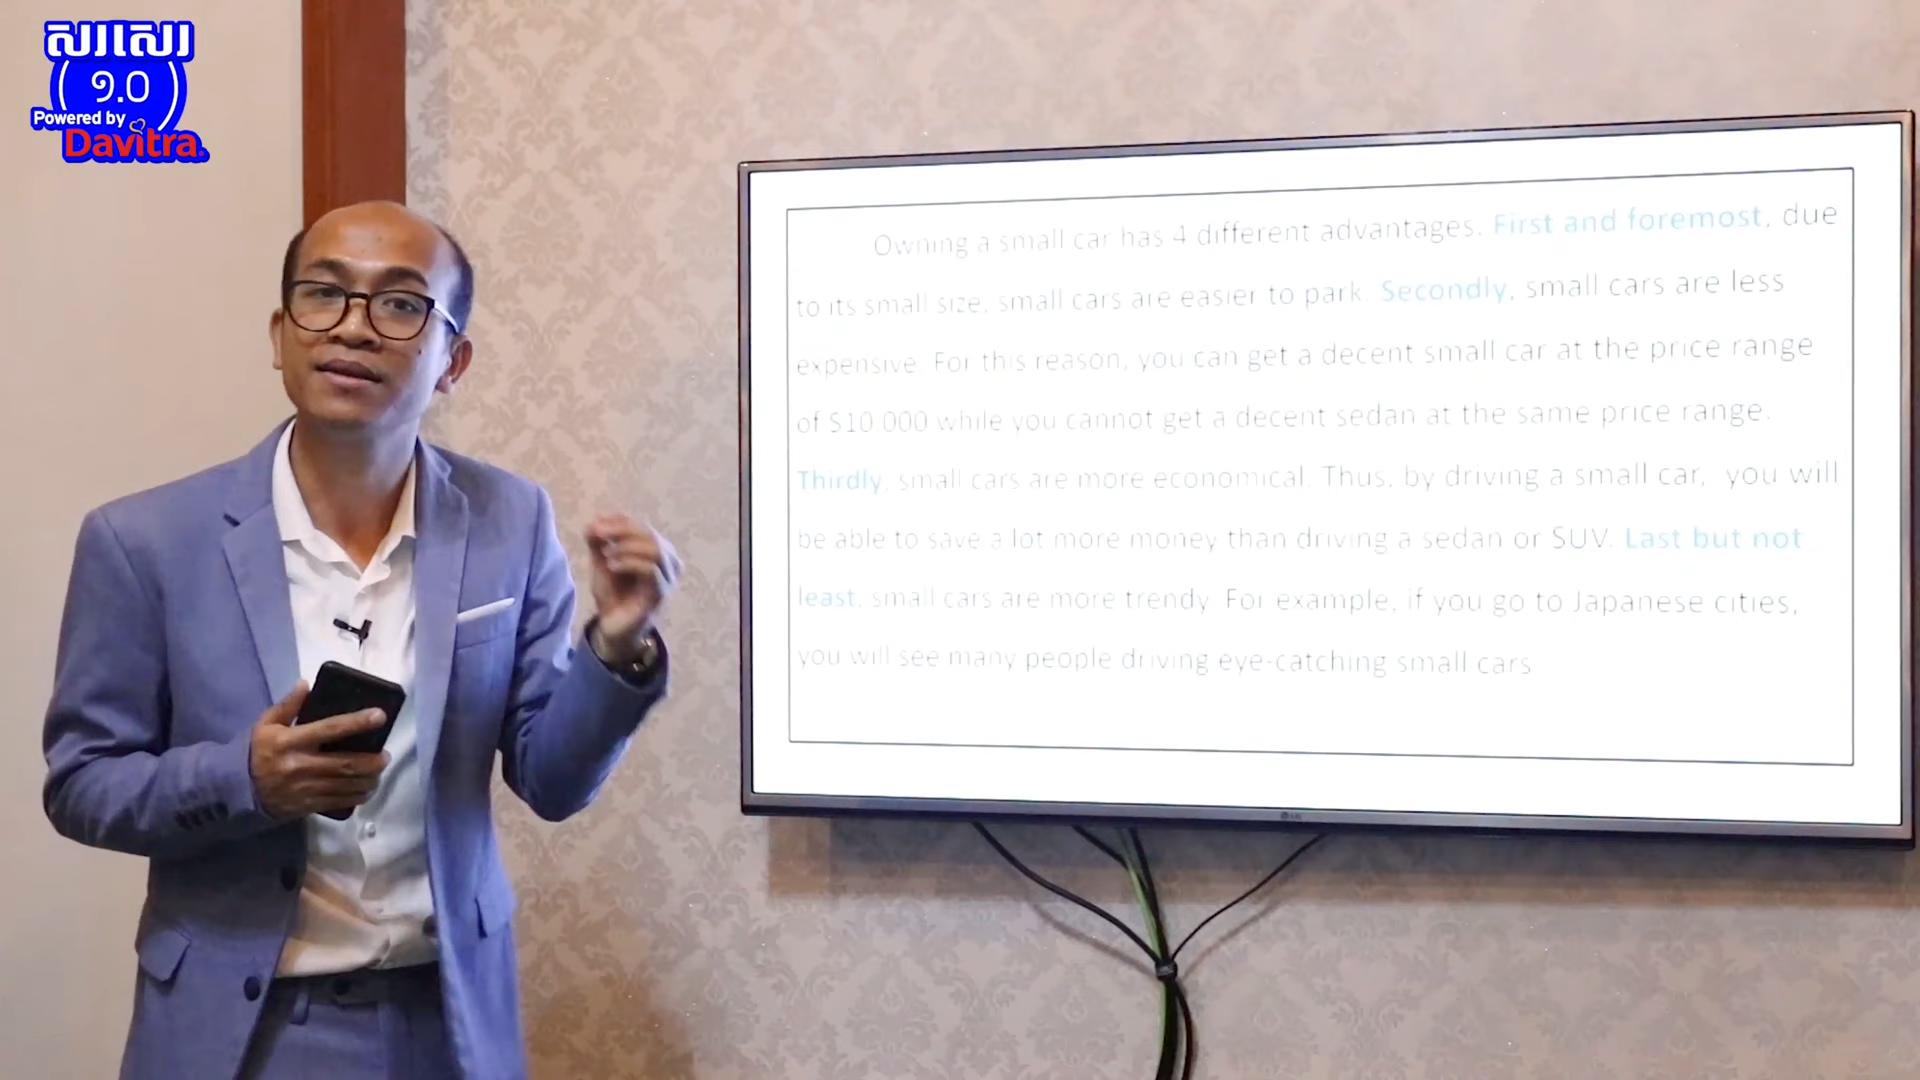 សរសេរ
១.០
Powered by
Davitra.
Owning a small car has 4 different advantages. First and foremost, due
to its small size, small cars are easier to park. Secondly, small cars are less
expensive. For this reason, you can get a decent small car at the price range
of $10 000 while you cannot get a decent sedan at the same price range.
Thirdly, small cars are more economical. Thus, by driving a small car, you will
be able to save a lot more money than driving a sedan or SUV. Last but not
least, small cars are more trendy. For example, if you go to Japanese cities,
you will see many people driving eye-catching small cars
LG